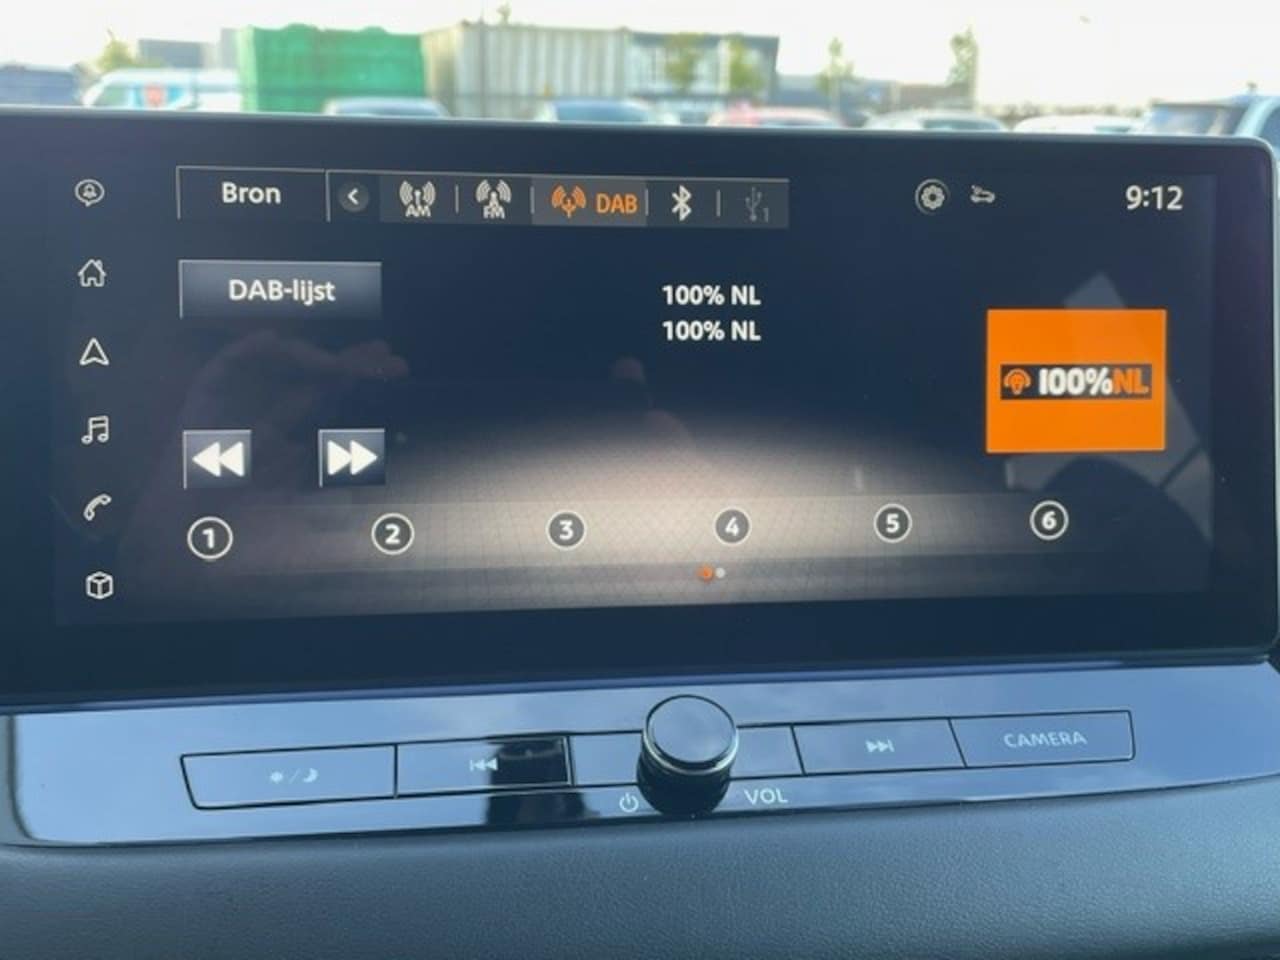 Bron
AM
FM
DAB
1
9:12
DAB-lijst
100% NL
100% NL
100%NL
1
2
3
4
5
6
CAMERA
VOL